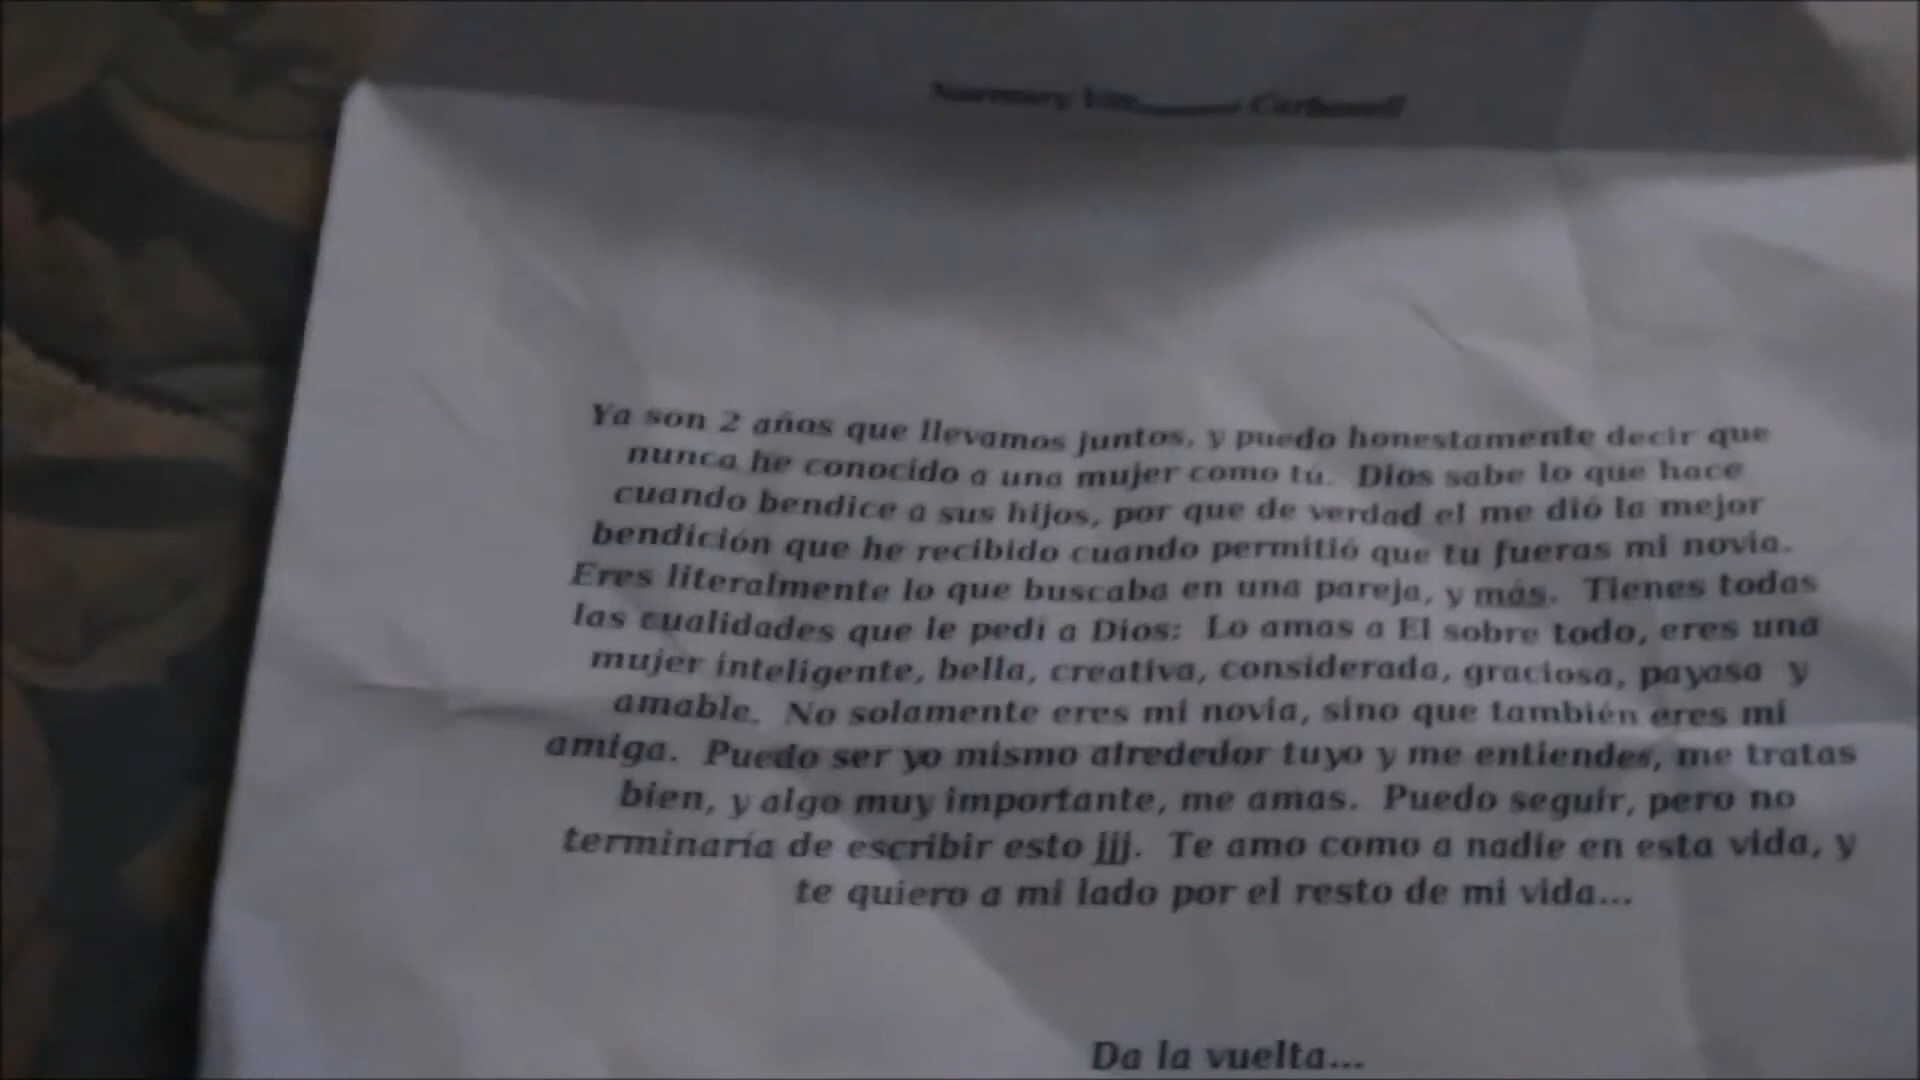 Carbonell
Ya son 2 años que llevamos juntos, y puedo honestamente decir que
nunca he conocido a una mujer como tú. Dios sabe lo que hace
cuando bendice a sus hijos, por que de verdad el me dió la mejor
bendición que he recibido cuando permitió que tu fueras mi novia.
Eres literalmente lo que buscaba en una pareja, y más. Tienes todas
las cualidades que le pedí a Dios: Lo amas a El sobre todo, eres una
mujer inteligente, bella, creativa, considerada, graciosa, payasa y
amable. No solamente eres mi novia, sino que también eres mi
amiga. Puedo ser yo mismo alrededor tuyo y me entiendes, me tratas
bien, y algo muy importante, me amas. Puedo seguir, pero no
terminaría de escribir esto jjj. Te amo como a nadie en esta vida, y
te quiero a mi lado por el resto de mi vida...
Da la vuelta...